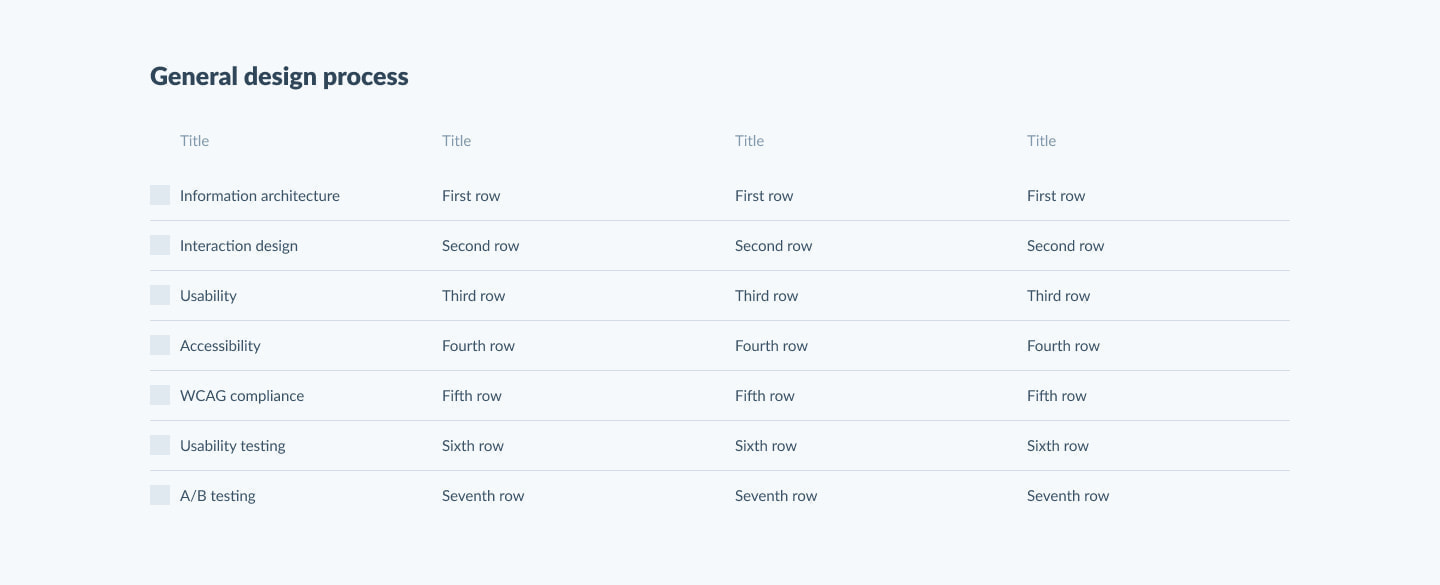 General design process
Title Title Title Title
Information architecture First row First row First row
Interaction design Second row Second row Second row
Usability Third row Third row Third row
Accessibility Fourth row Fourth row Fourth row
WCAG compliance Fifth row Fifth row Fifth row
Usability testing Sixth row Sixth row Sixth row
A/B testing Seventh row Seventh row Seventh row